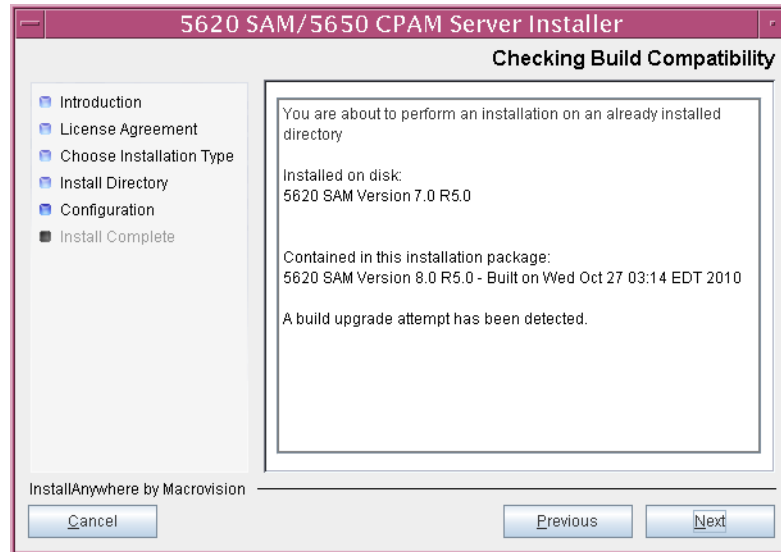 5620 SAM/5650 CPAM Server Installer
Checking Build Compatibility
Introduction
License Agreement
Choose Installation Type
Install Directory
Configuration
Install Complete
You are about to perform an installation on an already installed
directory
Installed on disk:
5620 SAM Version 7.0 R5.0
Contained in this installation package:
5620 SAM Version 8.0 R5.0 - Built on Wed Oct 27 03:14 EDT 2010
A build upgrade attempt has been detected.
InstallAnywhere by Macrovision
Cancel
Previous
Next